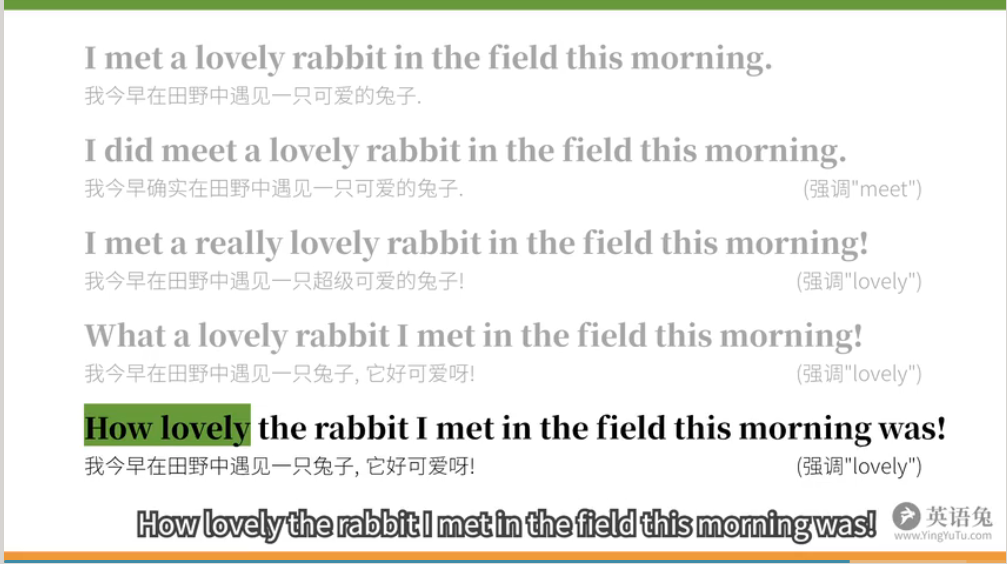 I met a lovely rabbit in the field this morning.
我今早在田野中遇见一只可爱的兔子.
I did meet a lovely rabbit in the field this morning.
我今早确实在田野中遇见一只可爱的兔子. (强调"meet")
I met a really lovely rabbit in the field this morning!
我今早在田野中遇见一只超级可爱的兔子! (强调"lovely")
What a lovely rabbit I met in the field this morning!
我今早在田野中遇见一只兔子, 它好可爱呀! (强调"lovely")
How lovely the rabbit I met in the field this morning was!
我今早在田野中遇见一只兔子, 它好可爱呀! (强调"lovely")
How lovely the rabbit I met in the field this morning was!
英语兔
www.YingYuTu.com